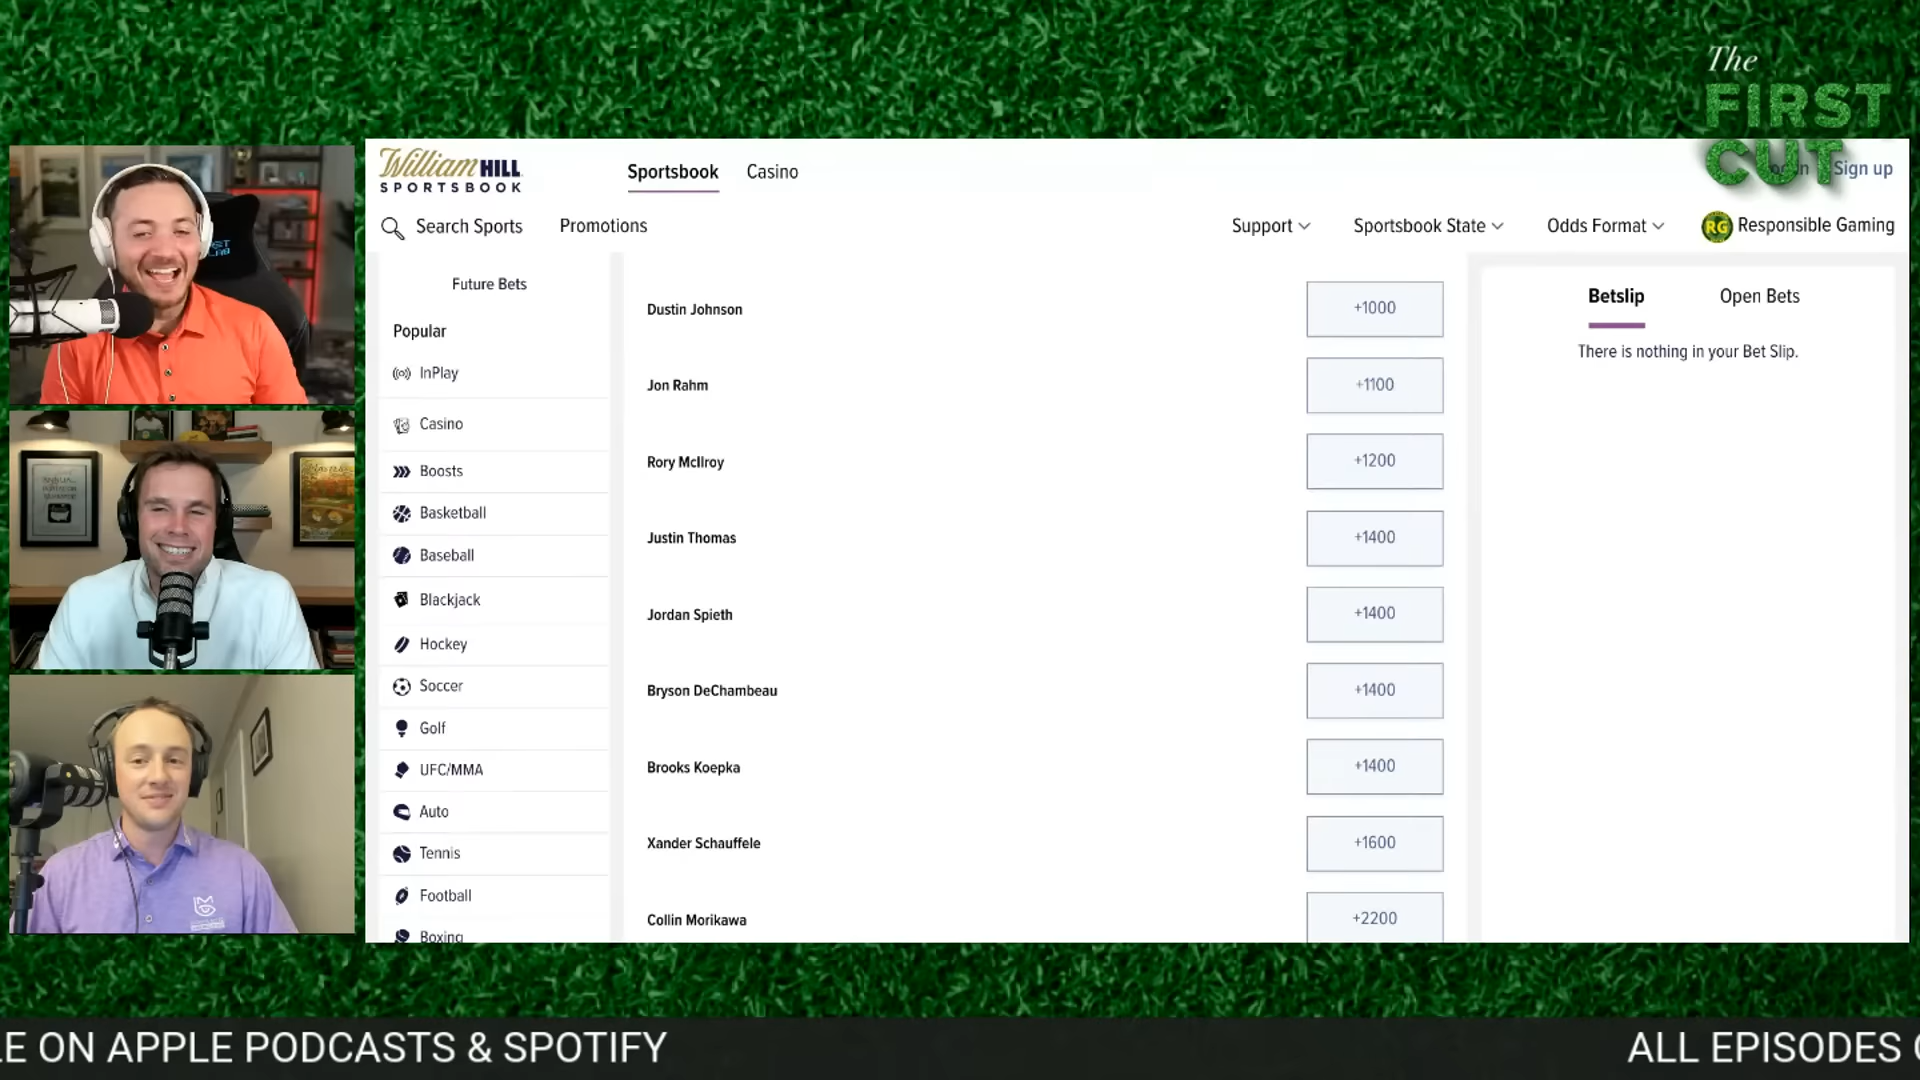 The
FIRST
CUT
William HILL
SPORTSBOOK
Sportsbook
Casino
Sign up
Search Sports
Promotions
Support
Sportsbook State
Odds Format
RG
Responsible Gaming
Future Bets
Popular
InPlay
Casino
Boosts
Basketball
Baseball
Blackjack
Hockey
Soccer
Golf
UFC/MMA
Auto
Tennis
Football
Boxing
Dustin Johnson +1000
Jon Rahm +1100
Rory McIlroy +1200
Justin Thomas +1400
Jordan Spieth +1400
Bryson DeChambeau +1400
Brooks Koepka +1400
Xander Schauffele +1600
Collin Morikawa +2200
Betslip
Open Bets
There is nothing in your Bet Slip.
LE ON APPLE PODCASTS & SPOTIFY
ALL EPISODES